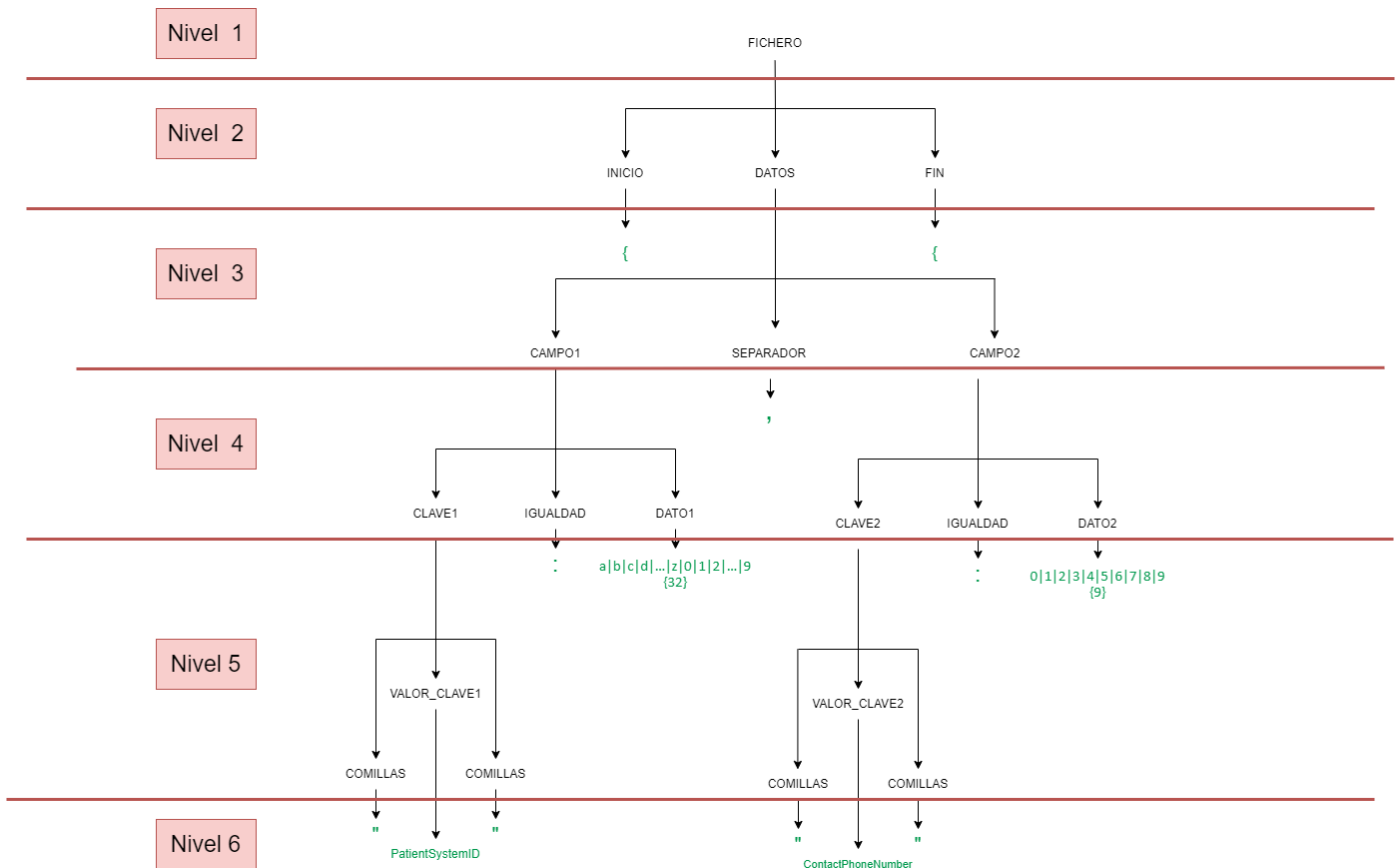 Nivel 1
FICHERO
Nivel 2
INICIO
DATOS
FIN
{
{
Nivel 3
CAMPO1
SEPARADOR
CAMPO2
,
Nivel 4
CLAVE1
IGUALDAD
DATO1
CLAVE2
IGUALDAD
DATO2
:
a|b|c|d|...|z|0|1|2|...|9
{32}
:
0|1|2|3|4|5|6|7|8|9
{9}
Nivel 5
VALOR_CLAVE1
VALOR_CLAVE2
COMILLAS
COMILLAS
COMILLAS
COMILLAS
Nivel 6
"
"
"
"
PatientSystemID
ContactPhoneNumber